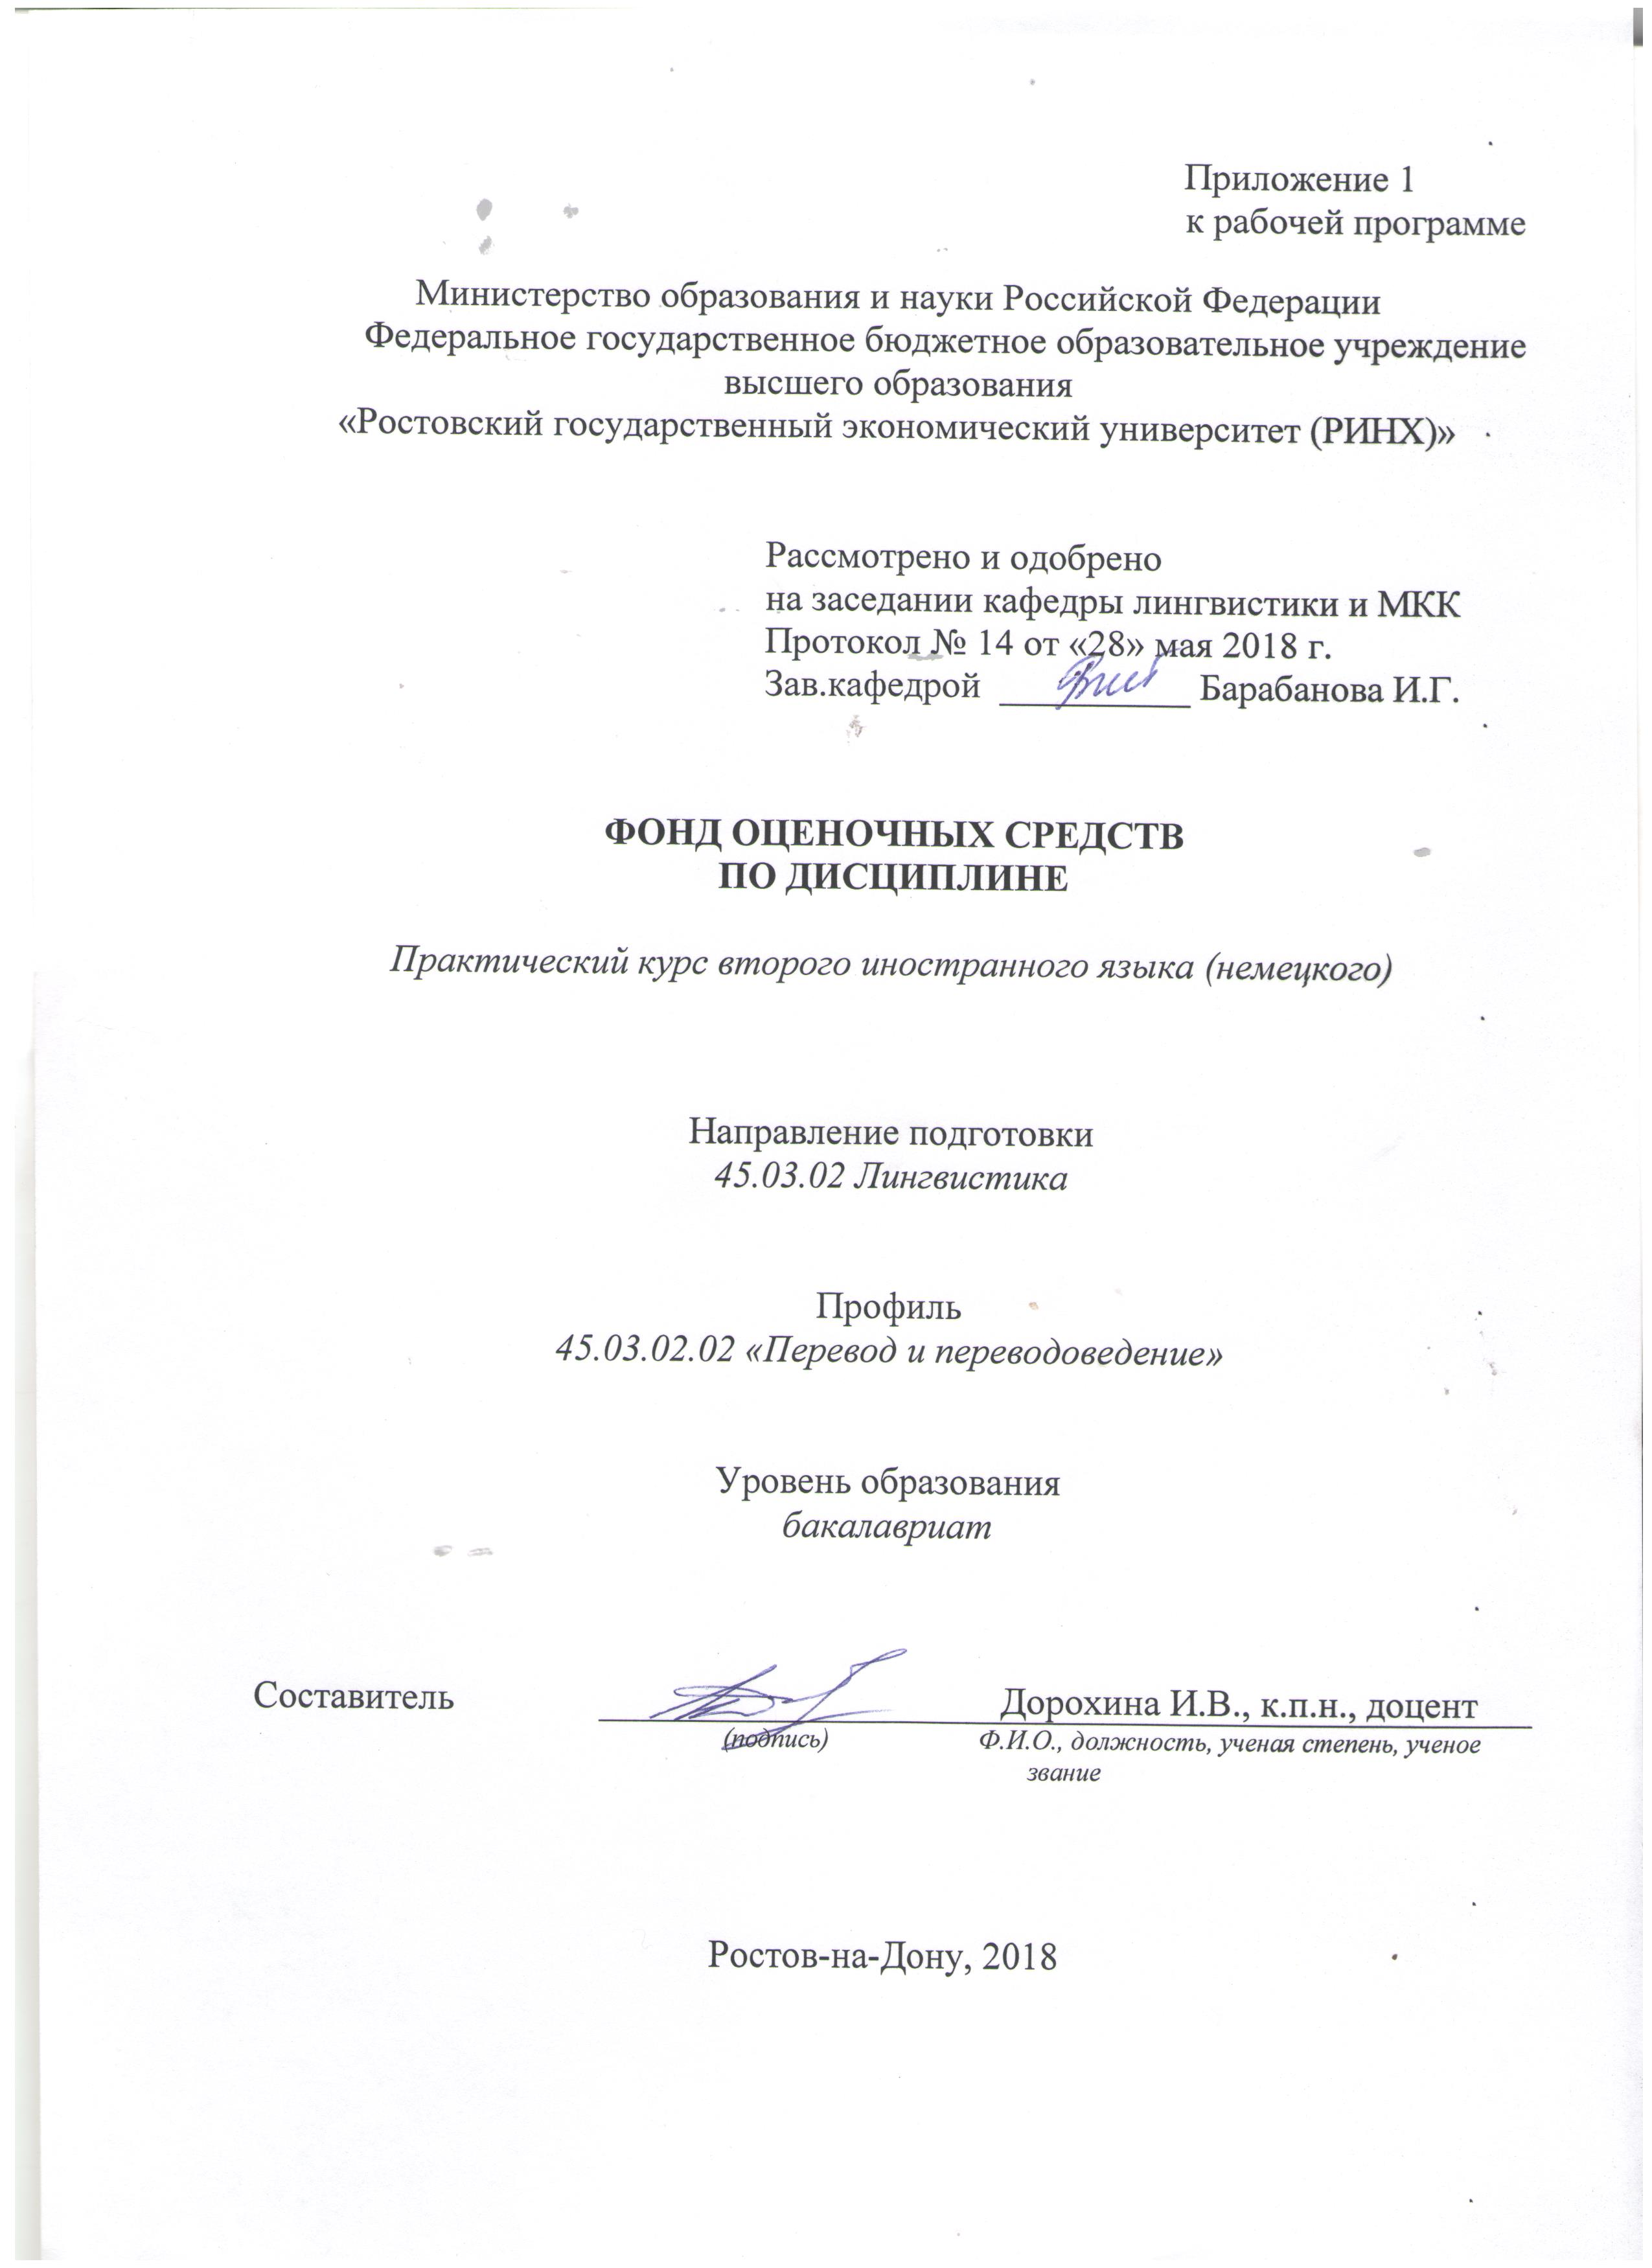 Приложение 1
к рабочей программе
Министерство образования и науки Российской Федерации
Федеральное государственное бюджетное образовательное учреждение
высшего образования
«Ростовский государственный экономический университет (РИНХ)»
Рассмотрено и одобрено
на заседании кафедры лингвистики и МКК
Протокол № 14 от «28» мая 2018 г.
Зав.кафедрой __________ Барабанова И.Г.
ФОНД ОЦЕНОЧНЫХ СРЕДСТВ
ПО ДИСЦИПЛИНЕ
Практический курс второго иностранного языка (немецкого)
Направление подготовки
45.03.02 Лингвистика
Профиль
45.03.02.02 «Перевод и переводоведение»
Уровень образования
бакалавриат
Составитель Дорохина И.В., к.п.н., доцент
(подпись) Ф.И.О., должность, ученая степень, ученое
звание
Ростов-на-Дону, 2018